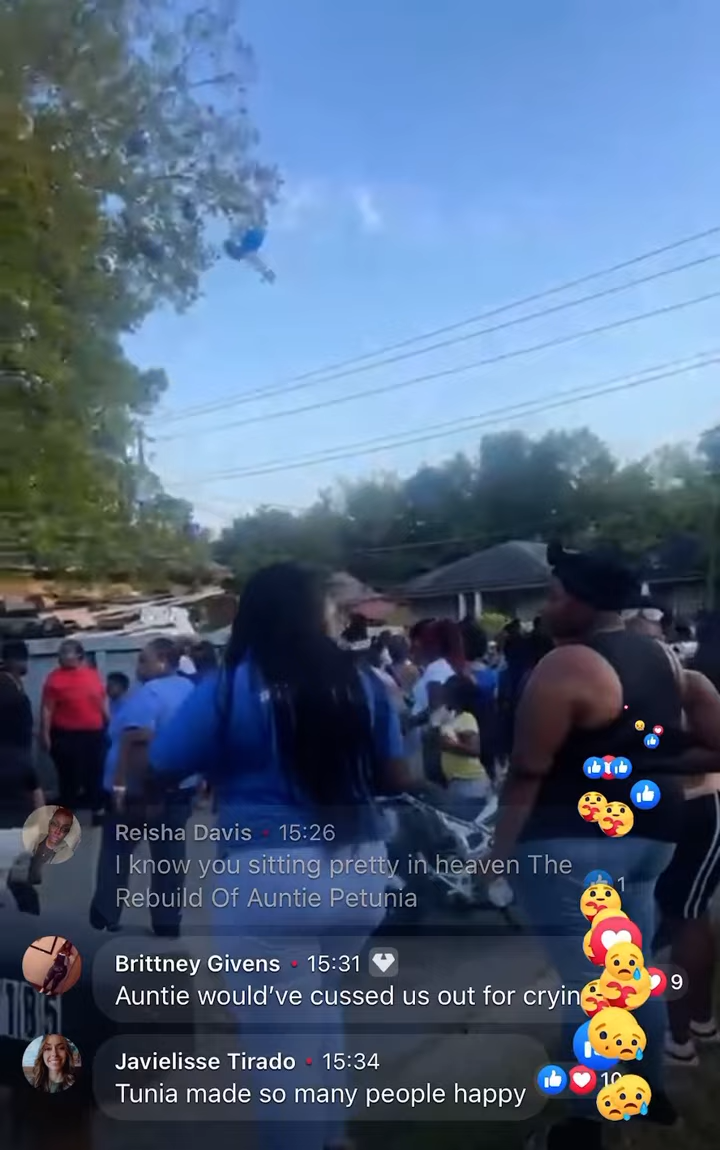 Reisha Davis • 15:26
I know you sitting pretty in heaven The
Rebuild Of Auntie Petunia
1
Brittney Givens • 15:31
Auntie would’ve cussed us out for cryin
9
Javielisse Tirado • 15:34
Tunia made so many people happy
10